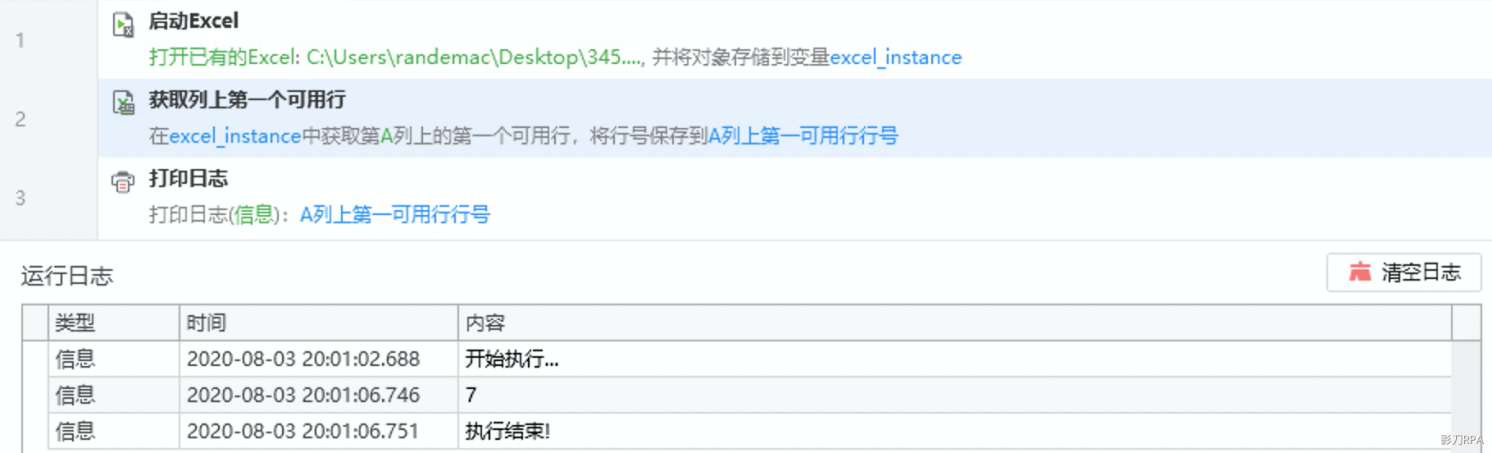 1
启动Excel
打开已有的Excel: C:\Users\randemac\Desktop\345...., 并将对象存储到变量excel_instance
2
获取列上第一个可用行
在excel_instance中获取第A列上的第一个可用行，将行号保存到A列上第一可用行行号
3
打印日志
打印日志(信息)： A列上第一可用行行号
运行日志
清空日志
类型 时间 内容
信息 2020-08-03 20:01:02.688 开始执行...
信息 2020-08-03 20:01:06.746 7
信息 2020-08-03 20:01:06.751 执行结束!
影刀RPA